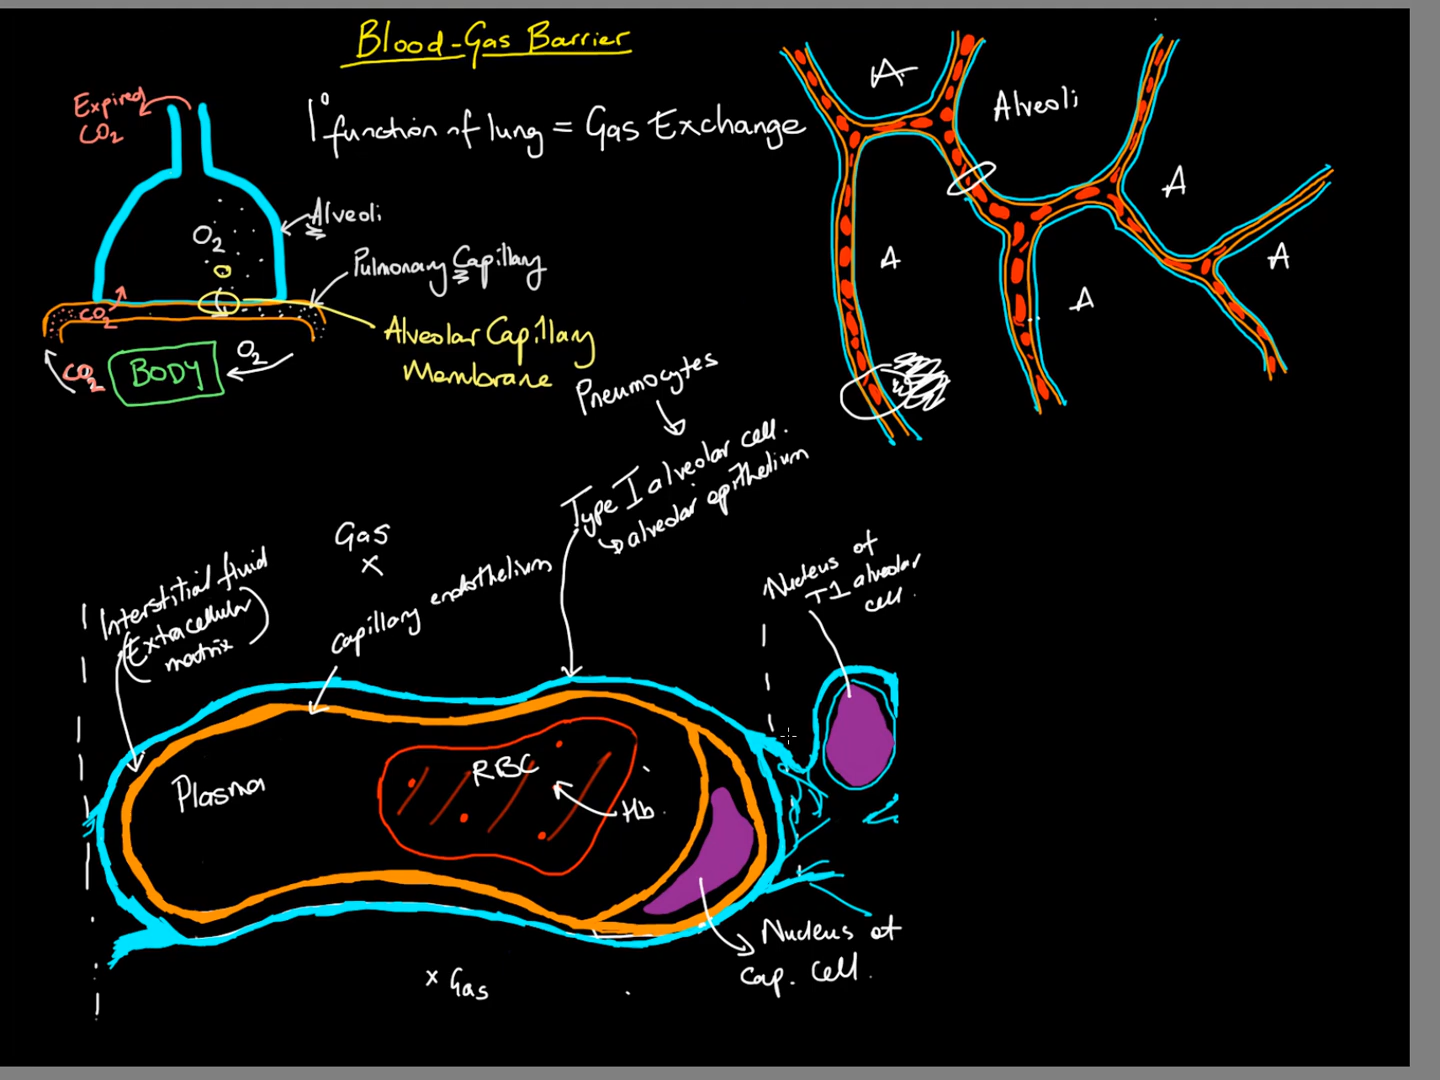 Blood-Gas Barrier
Expired
CO2
1° function of lung = Gas Exchange
A
Alveoli
A
A
A
A
O2
Alveoli
Pulmonary Capillary
CO2
Alveolar Capillary
Membrane
CO2
BODY
O2
Pneumocytes
Type I alveolar cell.
↳ alveolar epithelium
Gas
x
Interstitial fluid
(Extracellular
matrix)
capillary endothelium
Nucleus of
T1 alveolar
cell.
Plasma
RBC
Hb.
Nucleus of
Cap. Cell.
x Gas